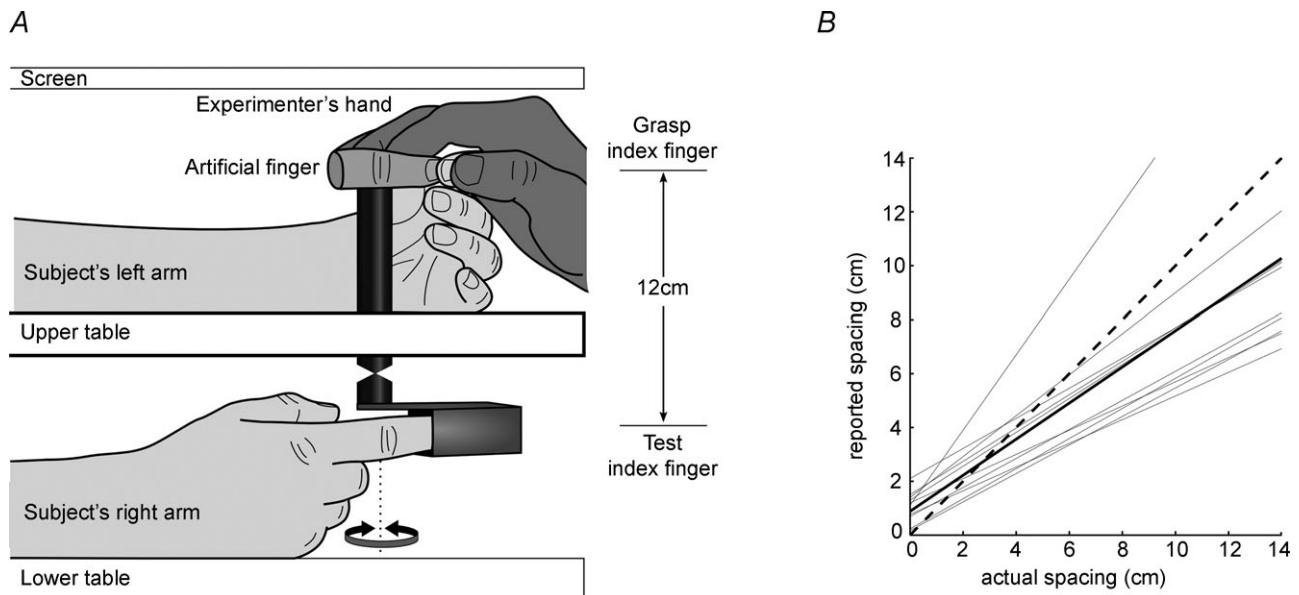 A
Screen
Experimenter's hand
Artificial finger
Subject's left arm
Upper table
Subject's right arm
Lower table
Grasp
index finger
12cm
Test
index finger
B
14
12
10
8
6
4
2
0
0 2 4 6 8 10 12 14
reported spacing (cm)
actual spacing (cm)